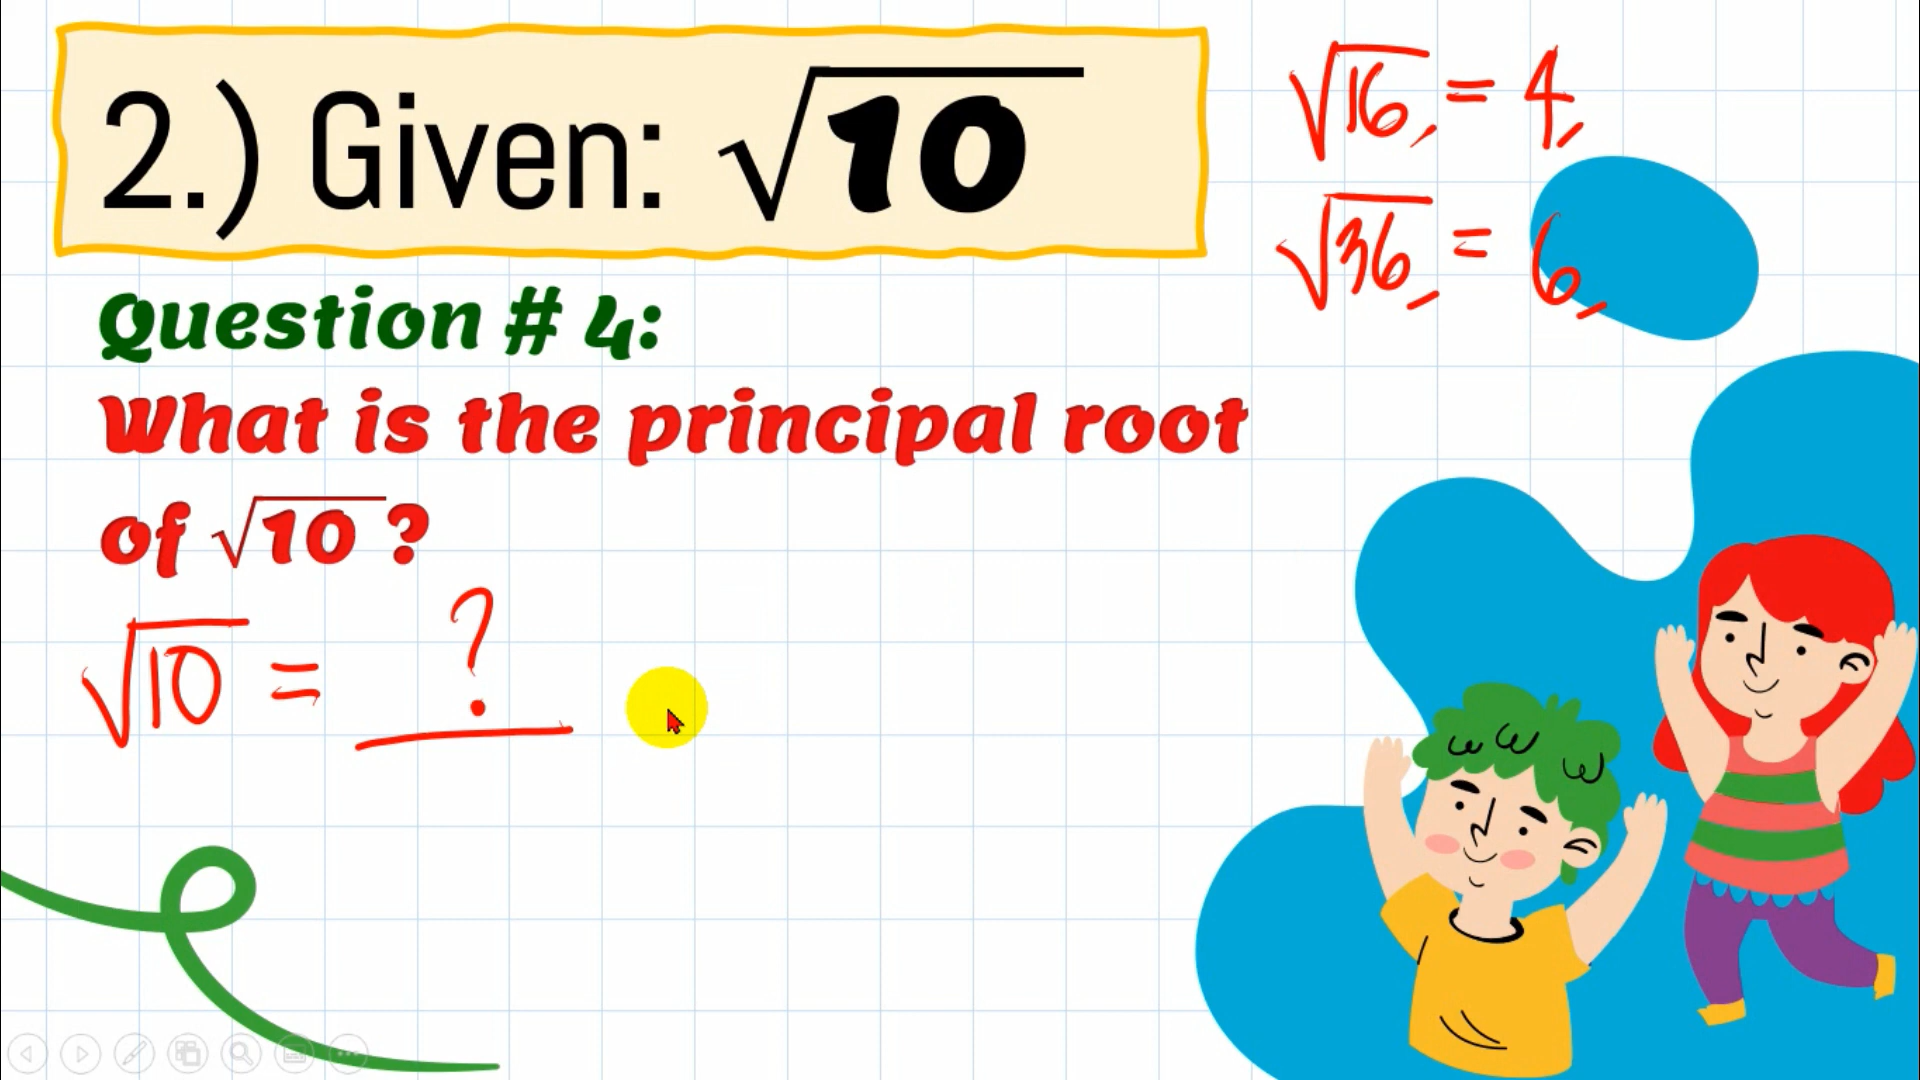 2.) Given: √10
√16, = 4,
√36, = 6,
Question # 4:
What is the principal root
of √10 ?
√10 = ?